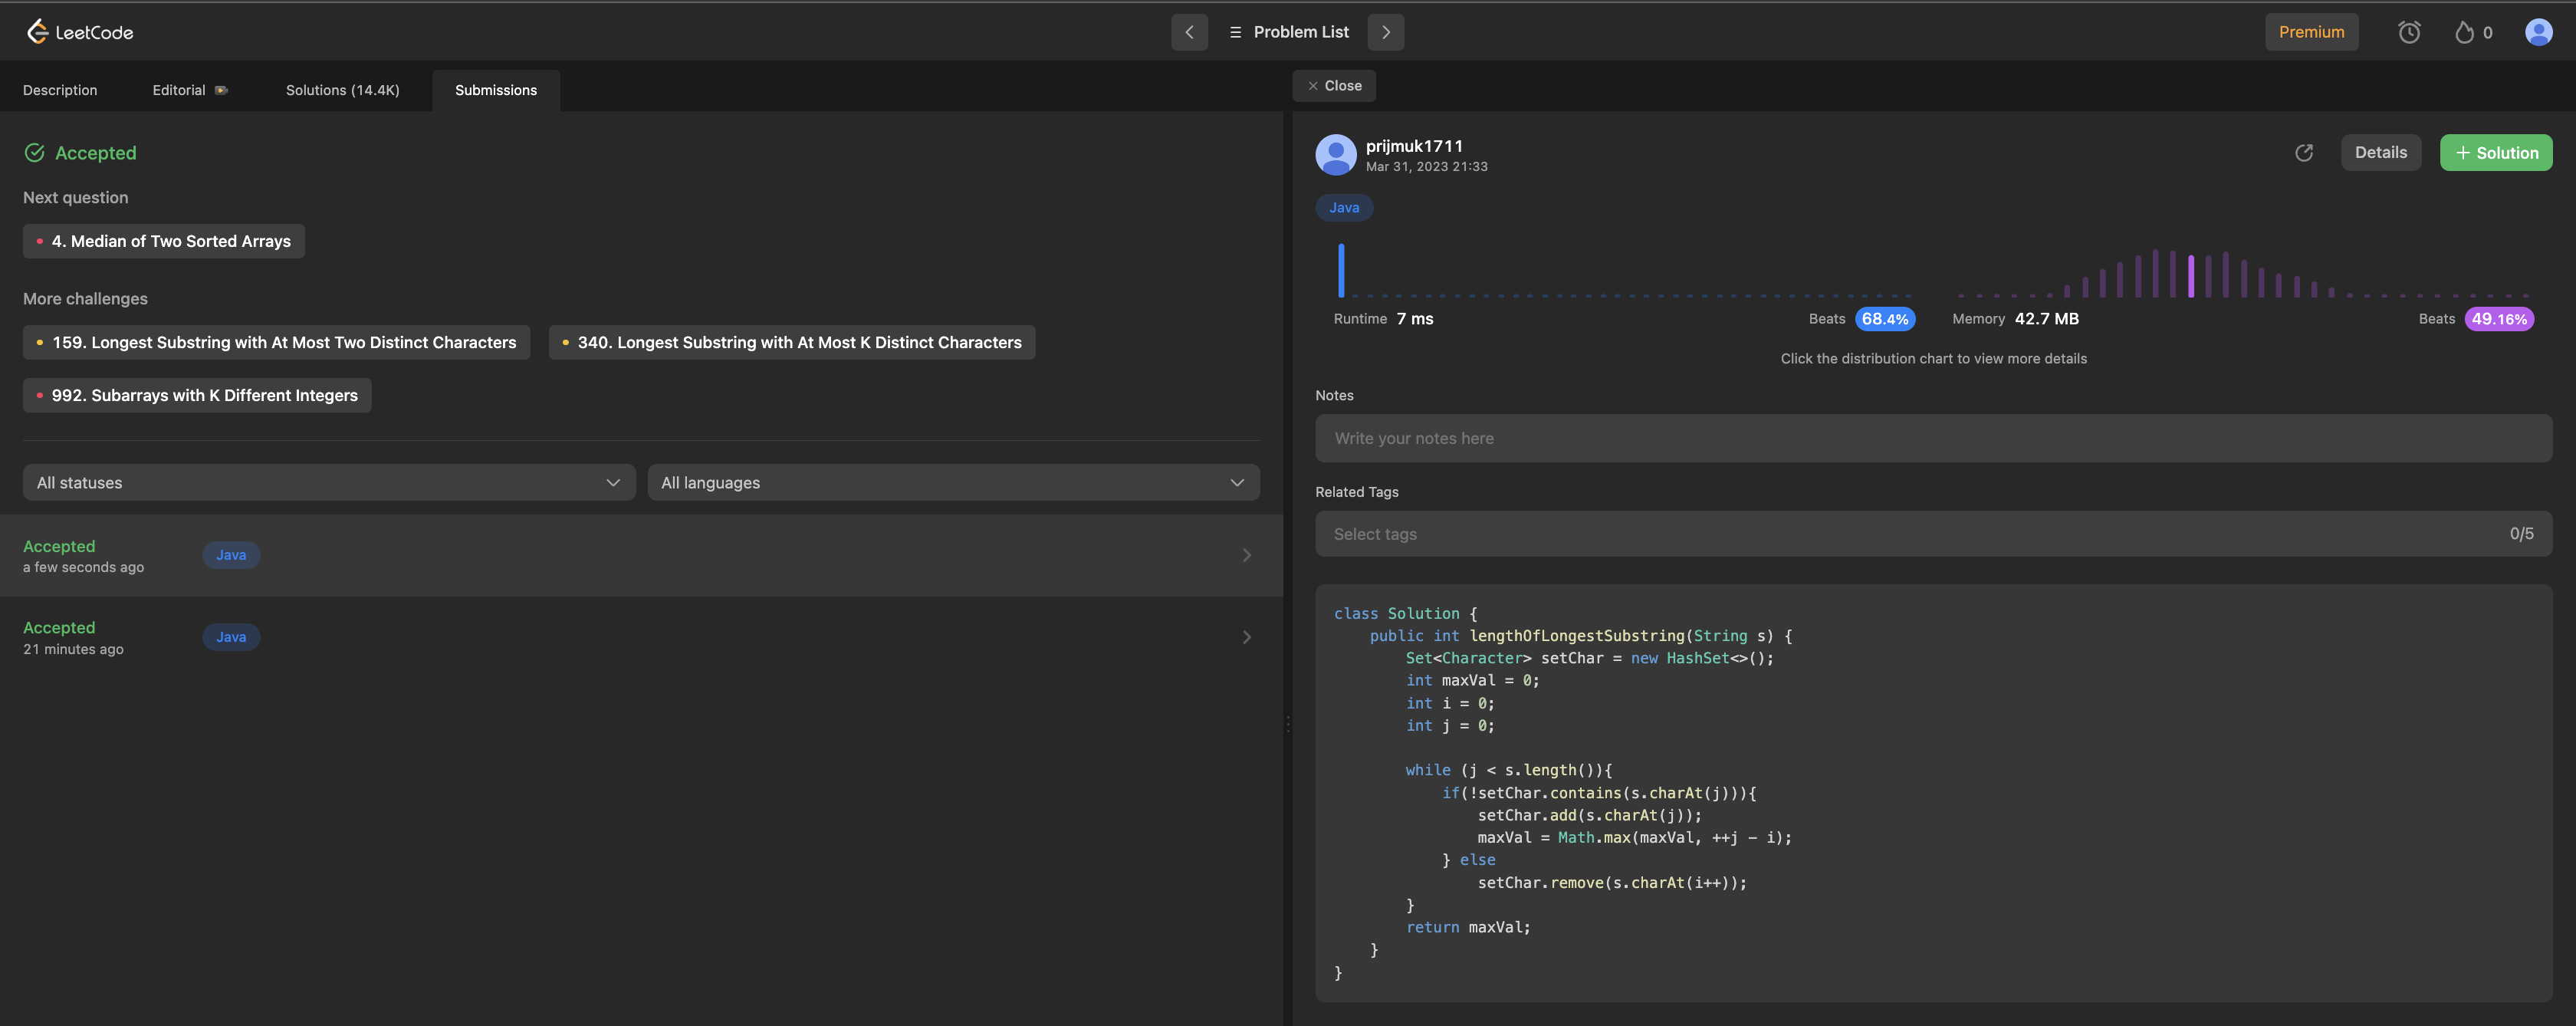 LeetCode
Problem List
Premium
0
Description
Editorial
Solutions (14.4K)
Submissions
Accepted
Next question
4. Median of Two Sorted Arrays
More challenges
159. Longest Substring with At Most Two Distinct Characters
340. Longest Substring with At Most K Distinct Characters
992. Subarrays with K Different Integers
All statuses
All languages
Accepted
a few seconds ago
Java
Accepted
21 minutes ago
Java
Close
prijmuk1711
Mar 31, 2023 21:33
Details
+ Solution
Java
Runtime 7 ms
Beats 68.4%
Memory 42.7 MB
Beats 49.16%
Click the distribution chart to view more details
Notes
Write your notes here
Related Tags
Select tags
0/5
class Solution {
    public int lengthOfLongestSubstring(String s) {
        Set<Character> setChar = new HashSet<>();
        int maxVal = 0;
        int i = 0;
        int j = 0;

        while (j < s.length()){
            if(!setChar.contains(s.charAt(j))){
                setChar.add(s.charAt(j));
                maxVal = Math.max(maxVal, ++j - i);
            } else
                setChar.remove(s.charAt(i++));
        }
        return maxVal;
    }
}